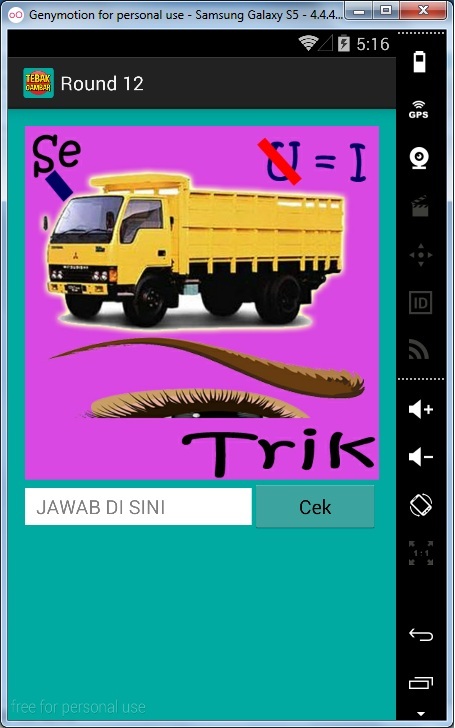 Genymotion for personal use - Samsung Galaxy S5 - 4.4.4...
5:16
TEBAK GAMBAR
Round 12
GPS
Se
U = I
MITSUBISHI
ID
Trik
JAWAB DI SINI
Cek
1:1
free for personal use